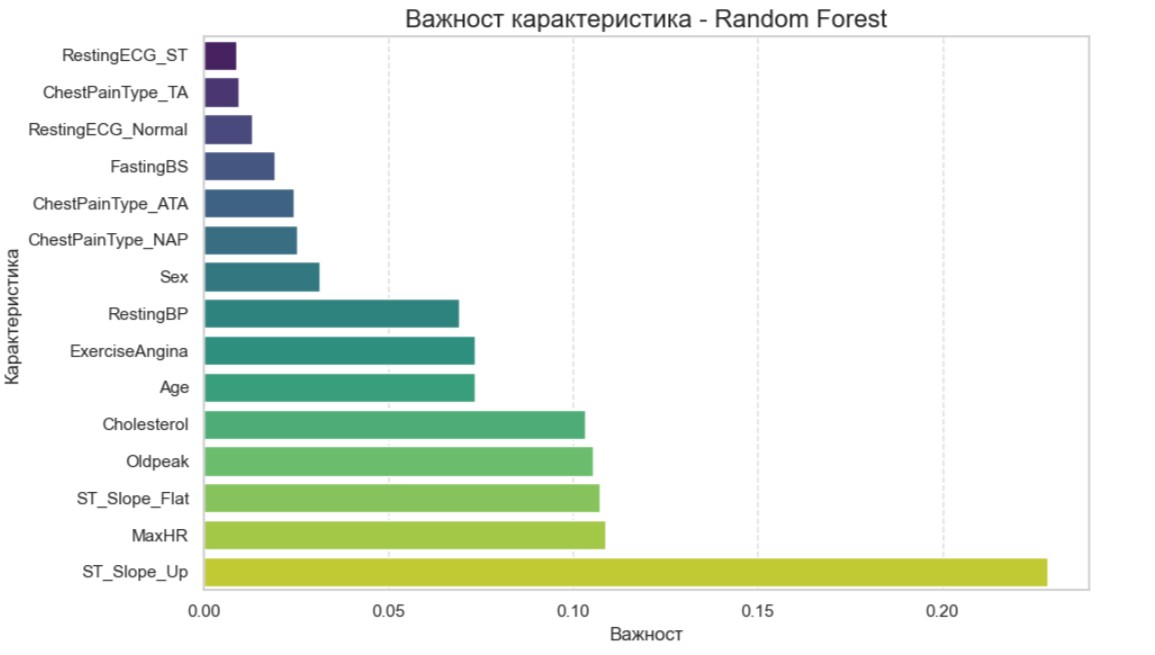 Важност карактеристика - Random Forest
RestingECG_ST
ChestPainType_TA
RestingECG_Normal
FastingBS
ChestPainType_ATA
ChestPainType_NAP
Sex
RestingBP
ExerciseAngina
Age
Cholesterol
Oldpeak
ST_Slope_Flat
MaxHR
ST_Slope_Up
Карактеристика
0.00 0.05 0.10 0.15 0.20
Важност